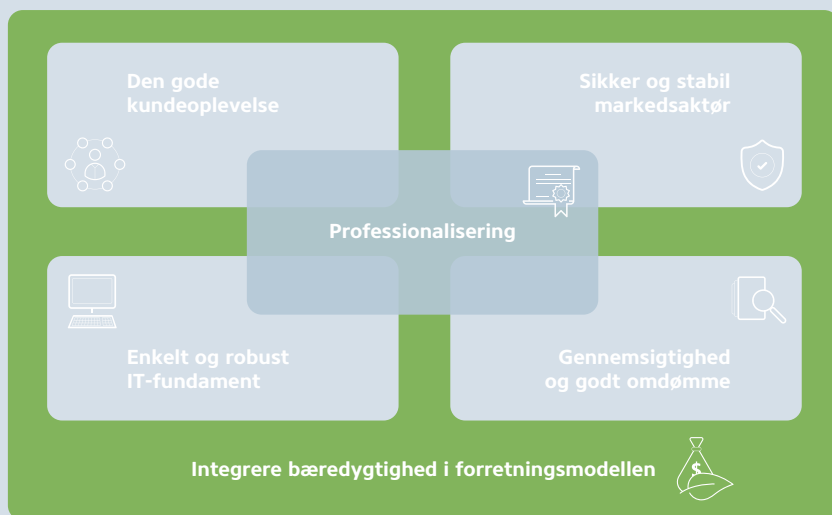 Den gode
kundeoplevelse
Sikker og stabil
markedsaktør
Professionalisering
Enkelt og robust
IT-fundament
Gennemsigtighed
og godt omdømme
Integrere bæredygtighed i forretningsmodellen
$